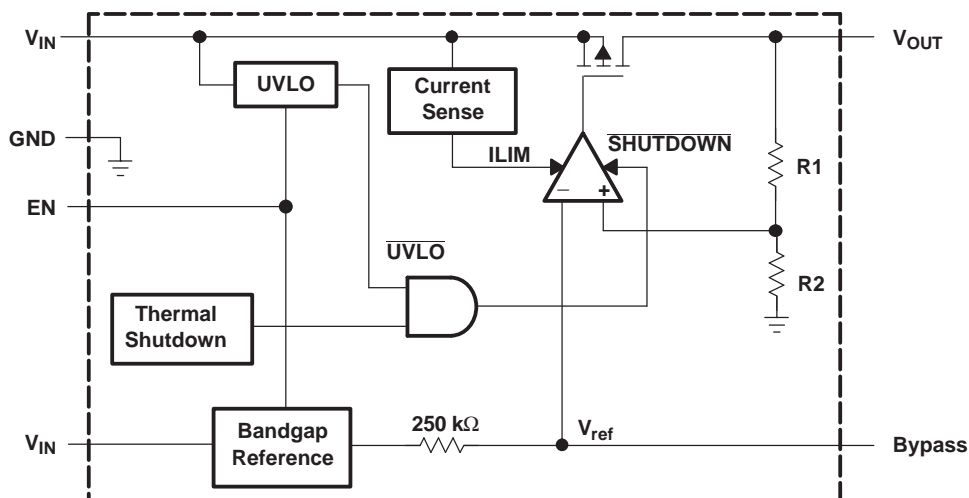 VIN
VOUT
UVLO
Current
Sense
SHUTDOWN
GND
ILIM
R1
− +
EN
UVLO
R2
Thermal
Shutdown
250 kΩ
VIN
Bandgap
Reference
Vref
Bypass